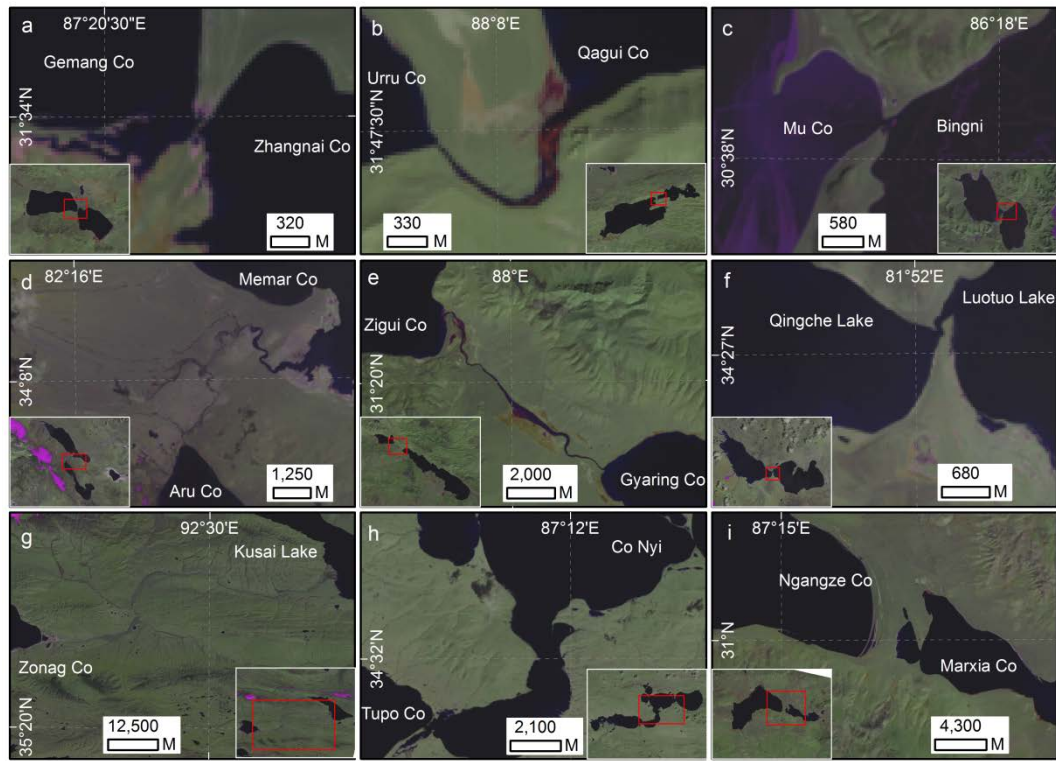 a
87°20'30"E
Gemang Co
31°34'N
Zhangnai Co
320
M
b
88°8'E
Qagui Co
Urru Co
31°47'30"N
330
M
c
86°18'E
Mu Co
Bingni
30°38'N
580
M
d
82°16'E
Memar Co
34°8'N
Aru Co
1,250
M
e
88°E
Zigui Co
31°20'N
Gyaring Co
2,000
M
f
81°52'E
Luotuo Lake
Qingche Lake
34°27'N
680
M
g
92°30'E
Kusai Lake
Zonag Co
35°20'N
12,500
M
h
87°12'E
Co Nyi
34°32'N
Tupo Co
2,100
M
i
87°15'E
Ngangze Co
31°N
Marxia Co
4,300
M